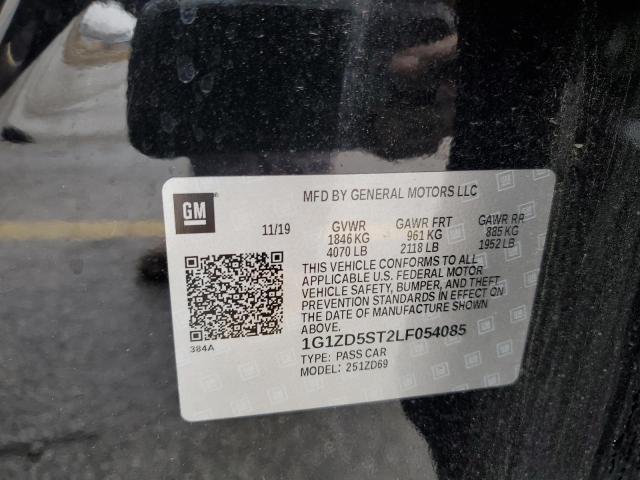 MFD BY GENERAL MOTORS LLC
GM
11/19
GVWR GAWR FRT GAWR RR
1846 KG 961 KG 885 KG
4070 LB 2118 LB 1952 LB
THIS VEHICLE CONFORMS TO ALL
APPLICABLE U.S. FEDERAL MOTOR
VEHICLE SAFETY, BUMPER, AND THEFT
PREVENTION STANDARDS IN EFFECT ON
THE DATE OF MANUFACTURE SHOWN
ABOVE.
384A
1G1ZD5ST2LF054085
TYPE: PASS CAR
MODEL: 251ZD69